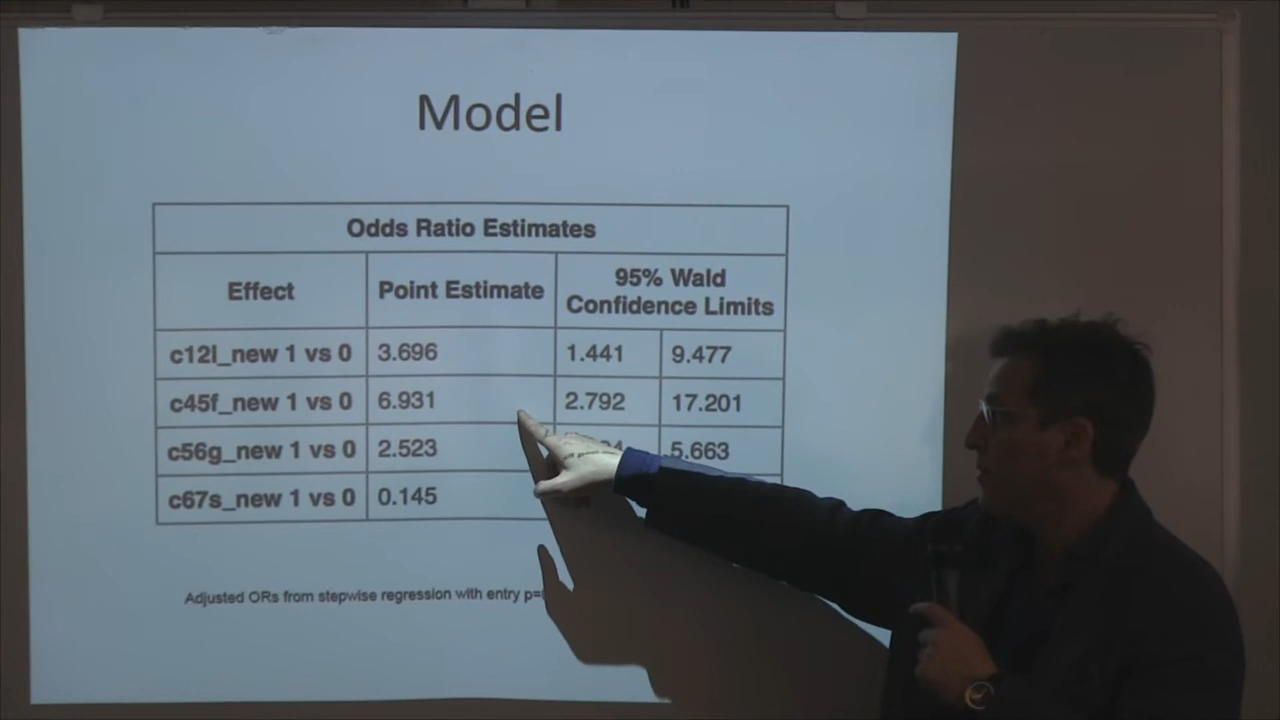 Model
Odds Ratio Estimates
Effect Point Estimate 95% Wald Confidence Limits
c12l_new 1 vs 0 3.696 1.441 9.477
c45f_new 1 vs 0 6.931 2.792 17.201
c56g_new 1 vs 0 2.523 5.663
c67s_new 1 vs 0 0.145
Adjusted ORs from stepwise regression with entry